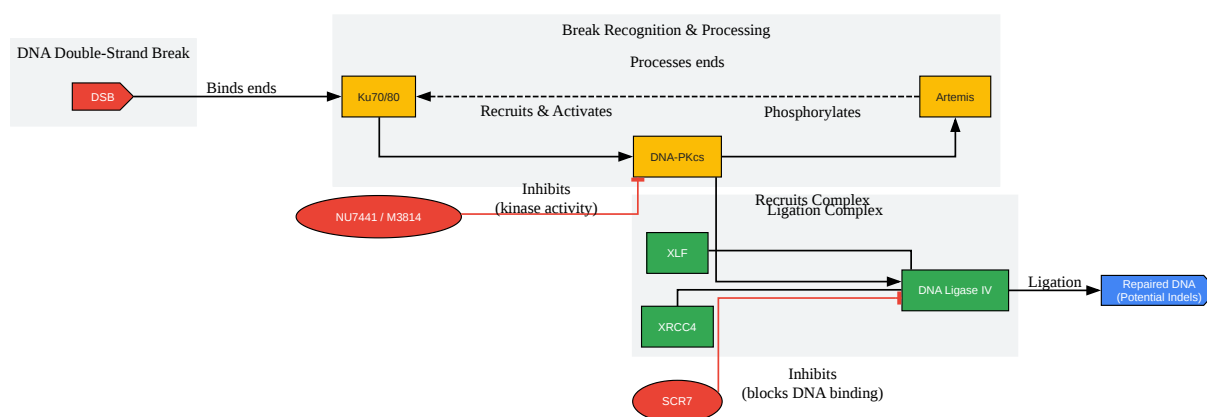 Break Recognition & Processing
DNA Double-Strand Break
Processes ends
DSB
Binds ends
Ku70/80
Artemis
Recruits & Activates
Phosphorylates
DNA-PKcs
Inhibits
(kinase activity)
NU7441 / M3814
Recruits Complex
Ligation Complex
XLF
DNA Ligase IV
Ligation
Repaired DNA
(Potential Indels)
XRCC4
Inhibits
(blocks DNA binding)
SCR7